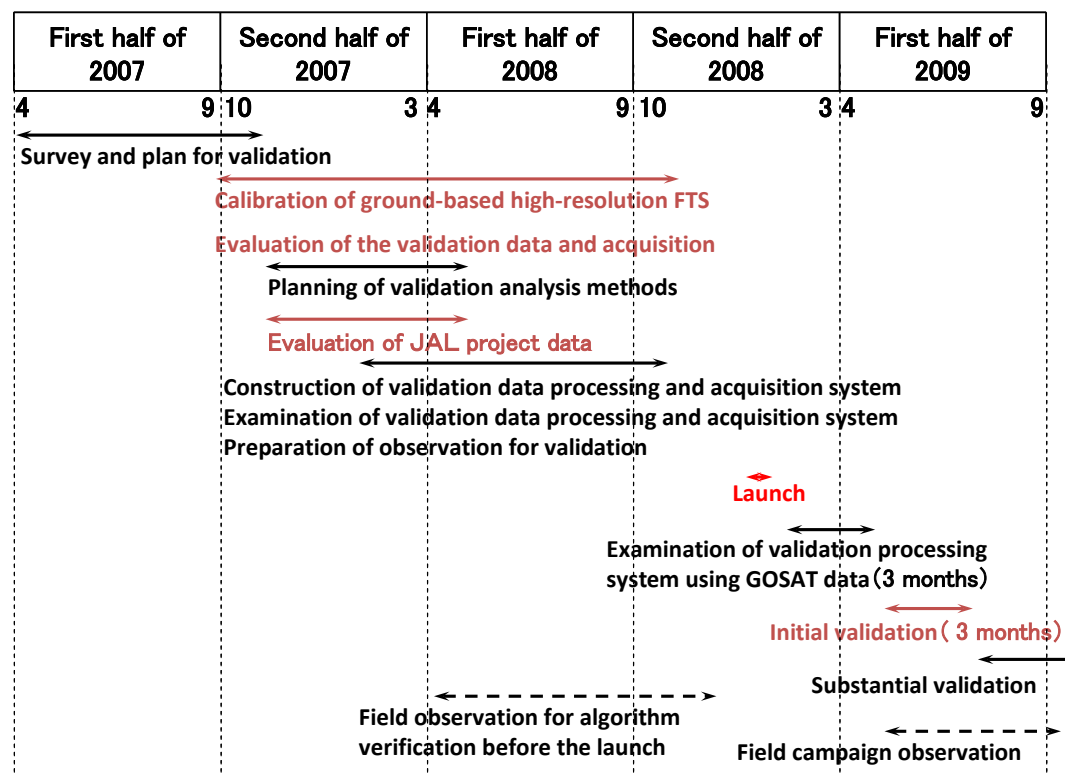 First half of
2007
Second half of
2007
First half of
2008
Second half of
2008
First half of
2009
4 9 10 3 4 9 10 3 4 9
Survey and plan for validation
Calibration of ground-based high-resolution FTS
Evaluation of the validation data and acquisition
Planning of validation analysis methods
Evaluation of JAL project data
Construction of validation data processing and acquisition system
Examination of validation data processing and acquisition system
Preparation of observation for validation
Launch
Examination of validation processing
system using GOSAT data(3 months)
Initial validation( 3 months)
Substantial validation
Field observation for algorithm
verification before the launch
Field campaign observation